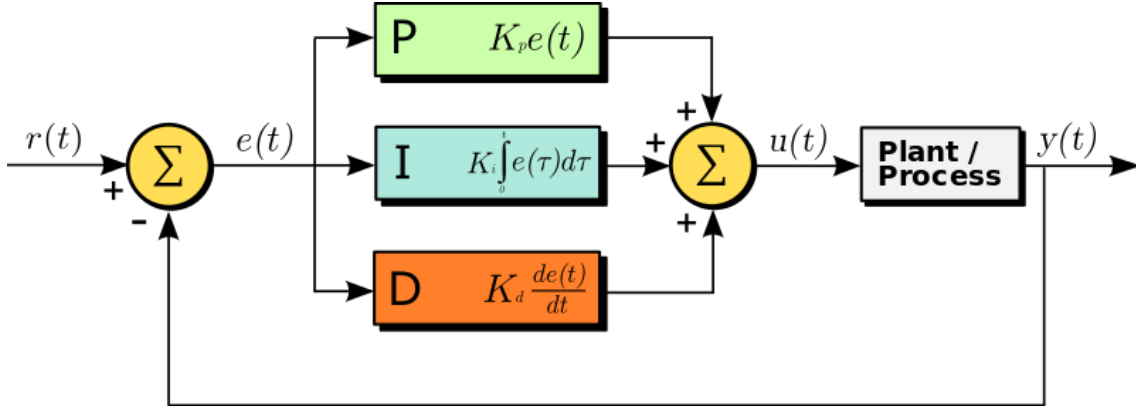 r(t)
+
-
Σ
e(t)
P K_p e(t)
I K_i ∫_0^t e(τ)dτ
D K_d de(t)/dt
+
+
+
Σ
u(t)
Plant /
Process
y(t)